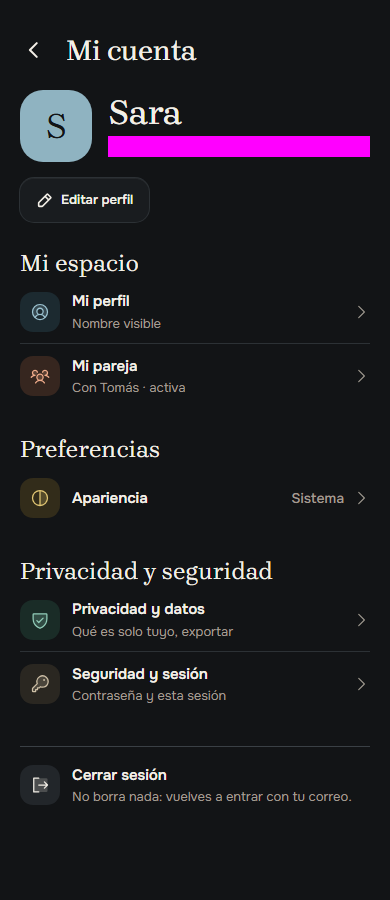 Mi cuenta
S
Sara
Editar perfil
Mi espacio
Mi perfil
Nombre visible
Mi pareja
Con Tomás · activa
Preferencias
Apariencia
Sistema
Privacidad y seguridad
Privacidad y datos
Qué es solo tuyo, exportar
Seguridad y sesión
Contraseña y esta sesión
Cerrar sesión
No borra nada: vuelves a entrar con tu correo.